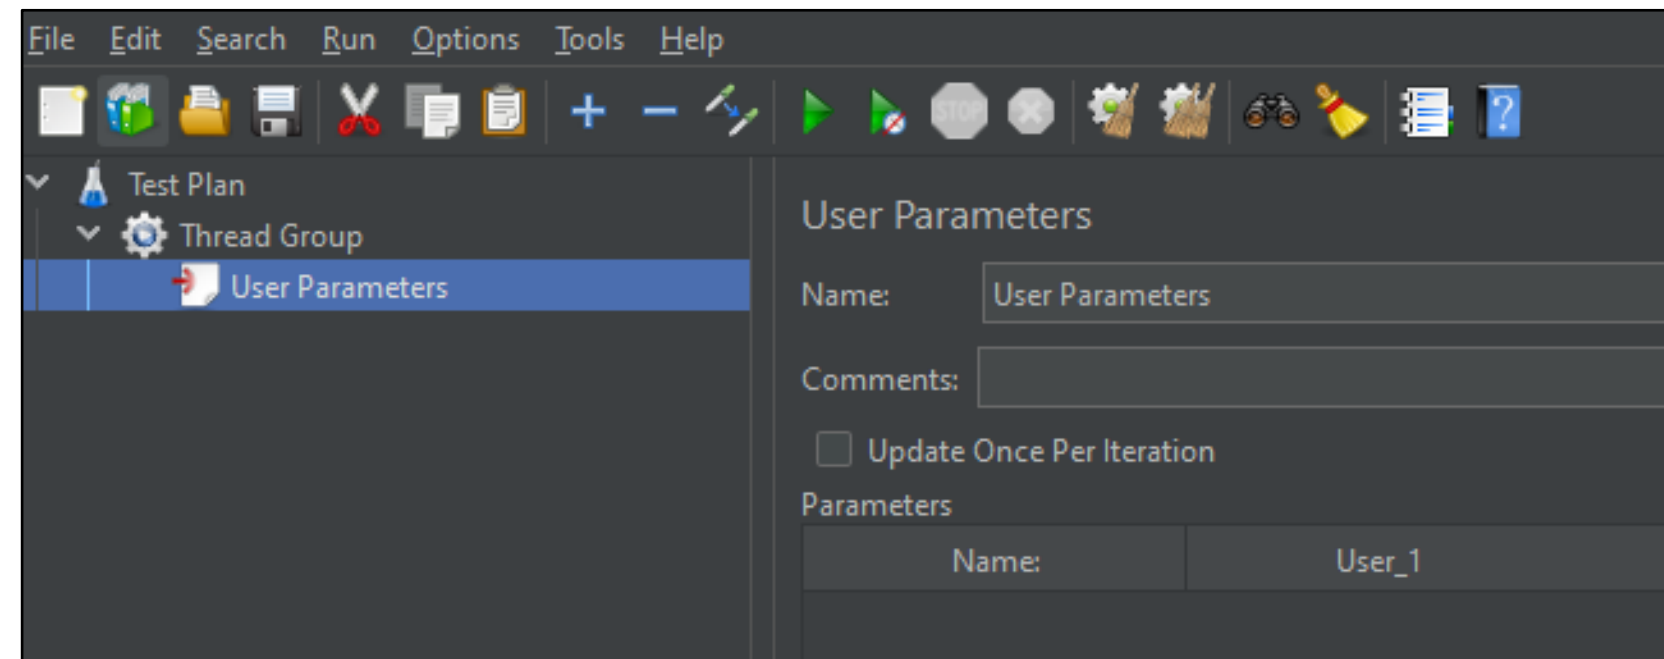 File Edit Search Run Options Tools Help
STOP
?
Test Plan
Thread Group
User Parameters
User Parameters
Name: User Parameters
Comments:
Update Once Per Iteration
Parameters
Name: User_1